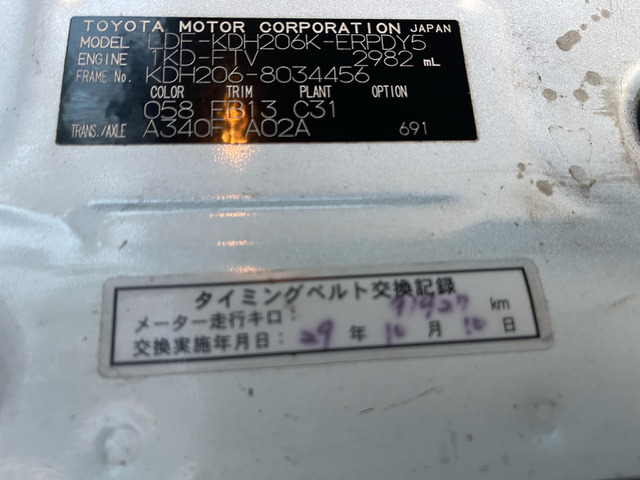 TOYOTA MOTOR CORPORATION JAPAN
MODEL LDF-KDH206K-ERPDY5
ENGINE 1KD-FTV 2982 mL
FRAME No. KDH206-8034456
COLOR TRIM PLANT OPTION
058 FB13 C31
TRANS./AXLE A340F A02A 691
タイミングベルト交換記録
メーター走行キロ: 97927 km
交換実施年月日: 29 年 10 月 10 日